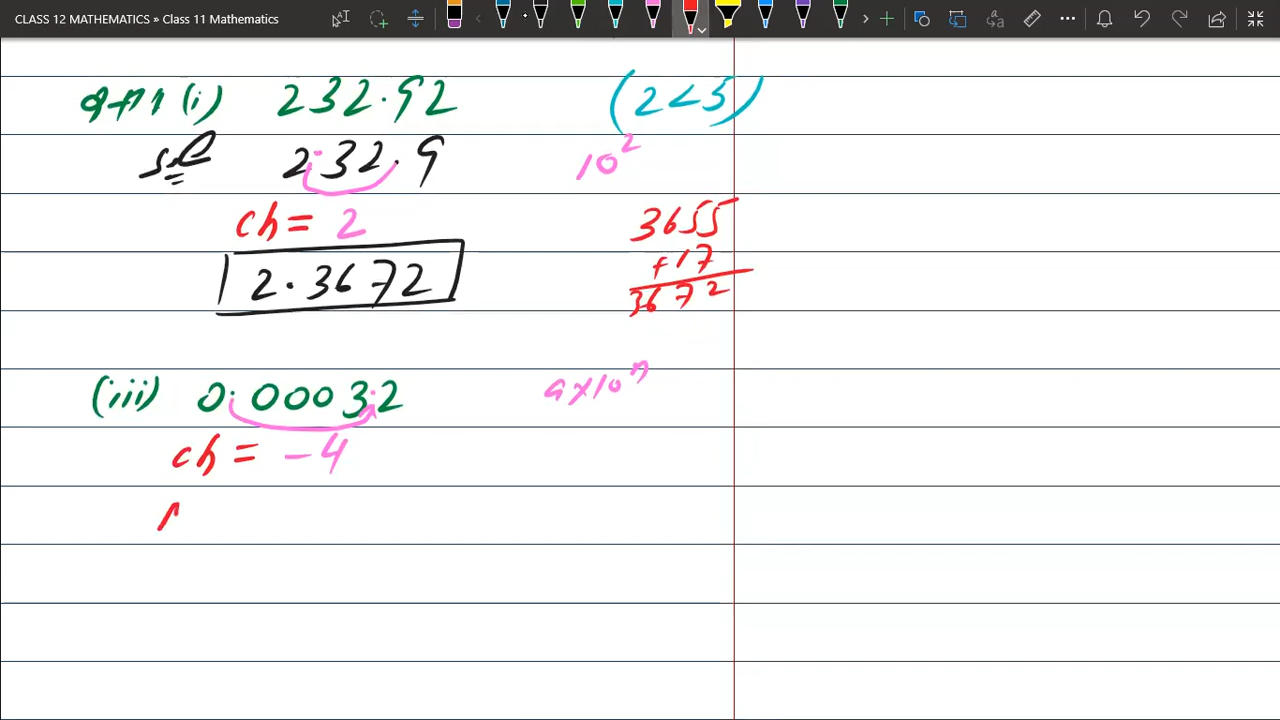 CLASS 12 MATHEMATICS » Class 11 Mathematics
(i) 232.92 (2<5)
232.9 10²
ch = 2 3655
+17
2.3672 3672
(iii) 0.00032 a×10ⁿ
ch = -4